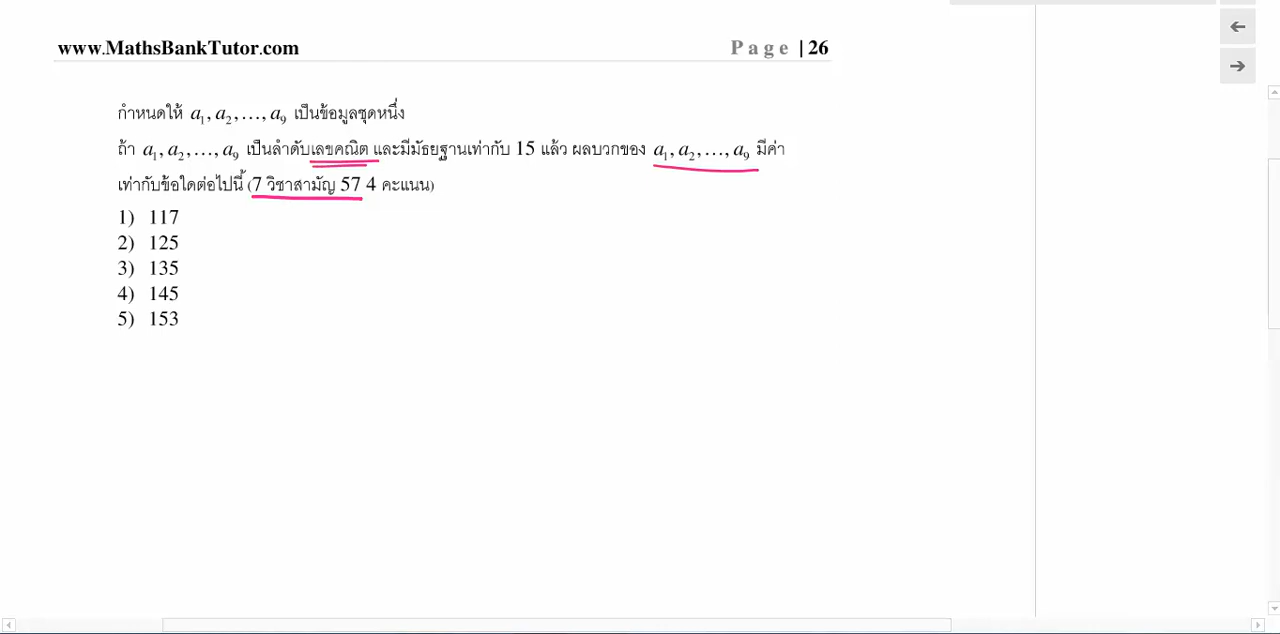 www.MathsBankTutor.com
Page | 26
กำหนดให้ a₁, a₂, …, a₉ เป็นข้อมูลชุดหนึ่ง
ถ้า a₁, a₂, …, a₉ เป็นลำดับเลขคณิต และมีมัธยฐานเท่ากับ 15 แล้ว ผลบวกของ a₁, a₂, …, a₉ มีค่า
เท่ากับข้อใดต่อไปนี้ (7 วิชาสามัญ 57 4 คะแนน)
1) 117
2) 125
3) 135
4) 145
5) 153